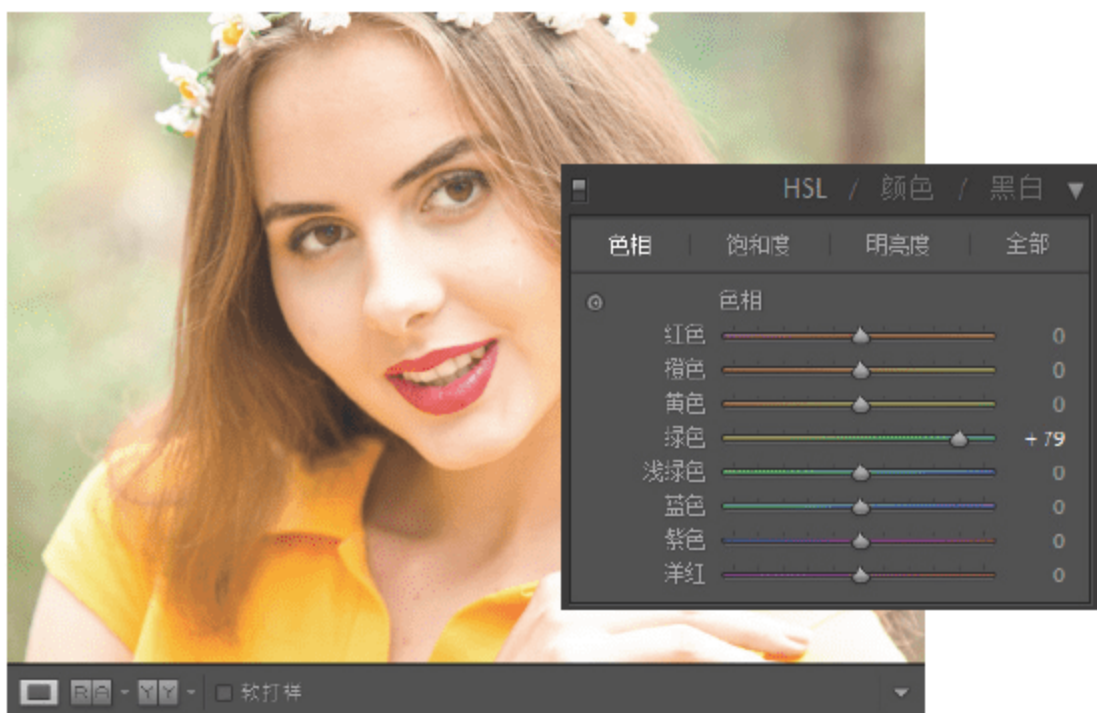 HSL / 颜色 / 黑白
色相 饱和度 明亮度 全部
色相
红色 0
橙色 0
黄色 0
绿色 +79
浅绿色 0
蓝色 0
紫色 0
洋红 0
RA YY 软打样